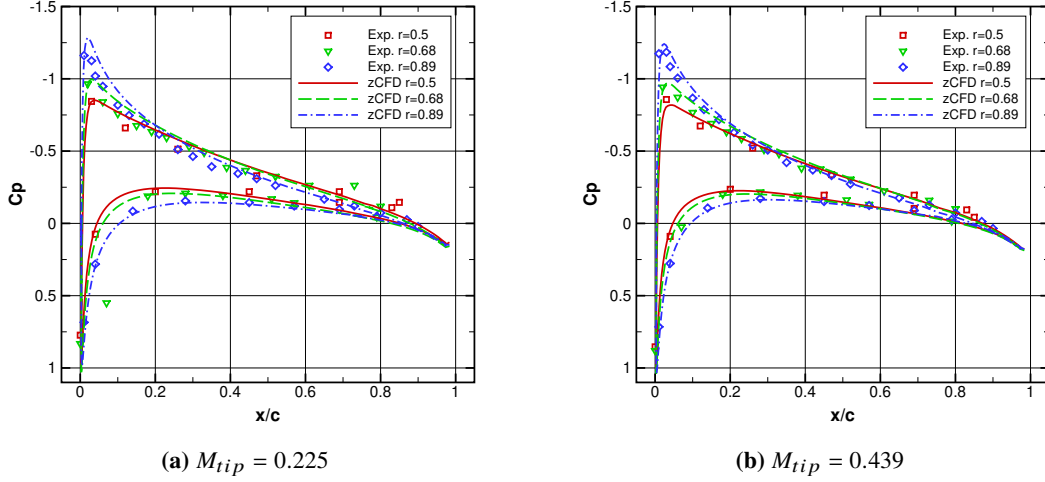 -1.5
-1
-0.5
0
0.5
1
Cp
0
0.2
0.4
0.6
0.8
1
x/c
Exp. r=0.5
Exp. r=0.68
Exp. r=0.89
zCFD r=0.5
zCFD r=0.68
zCFD r=0.89
(a) M_tip = 0.225
-1.5
-1
-0.5
0
0.5
1
Cp
0
0.2
0.4
0.6
0.8
1
x/c
Exp. r=0.5
Exp. r=0.68
Exp. r=0.89
zCFD r=0.5
zCFD r=0.68
zCFD r=0.89
(b) M_tip = 0.439